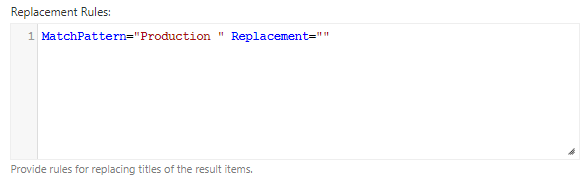 Replacement Rules:
1 MatchPattern="Production " Replacement=""
Provide rules for replacing titles of the result items.